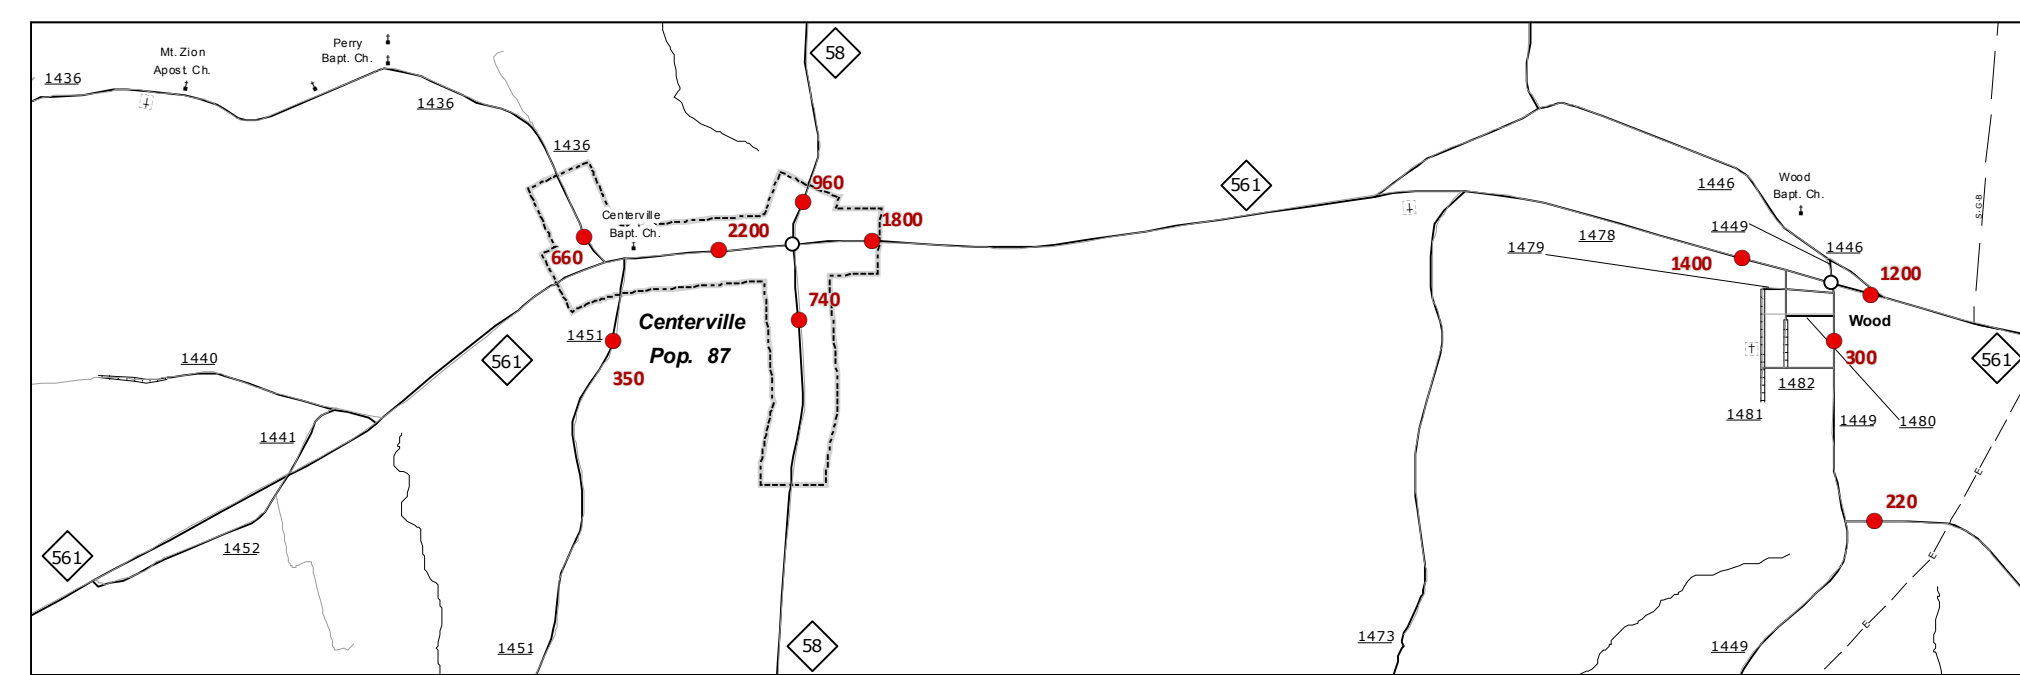 58
Perry
Bapt. Ch.
Mt. Zion
Apost. Ch.
1436
1436
1436
960
561
1446
Wood
Bapt. Ch.
S-G-B
Centerville
Bapt. Ch.
2200
1800
1449
1478
1479
1446
660
1400
1200
740
Centerville
Pop. 87
1451
Wood
561
300
561
1440
350
1482
1481
1449
1480
1441
220
E
561
1452
E
E
1473
1451
58
1449